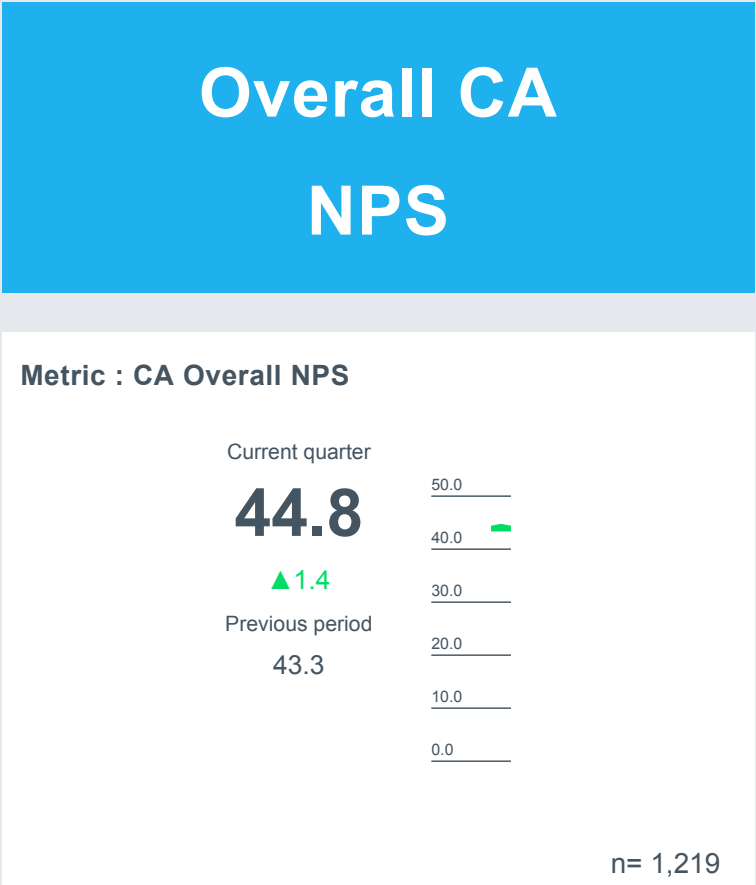 Overall CA
NPS
Metric : CA Overall NPS
Current quarter
44.8
▲1.4
Previous period
43.3
50.0
40.0
30.0
20.0
10.0
0.0
n= 1,219